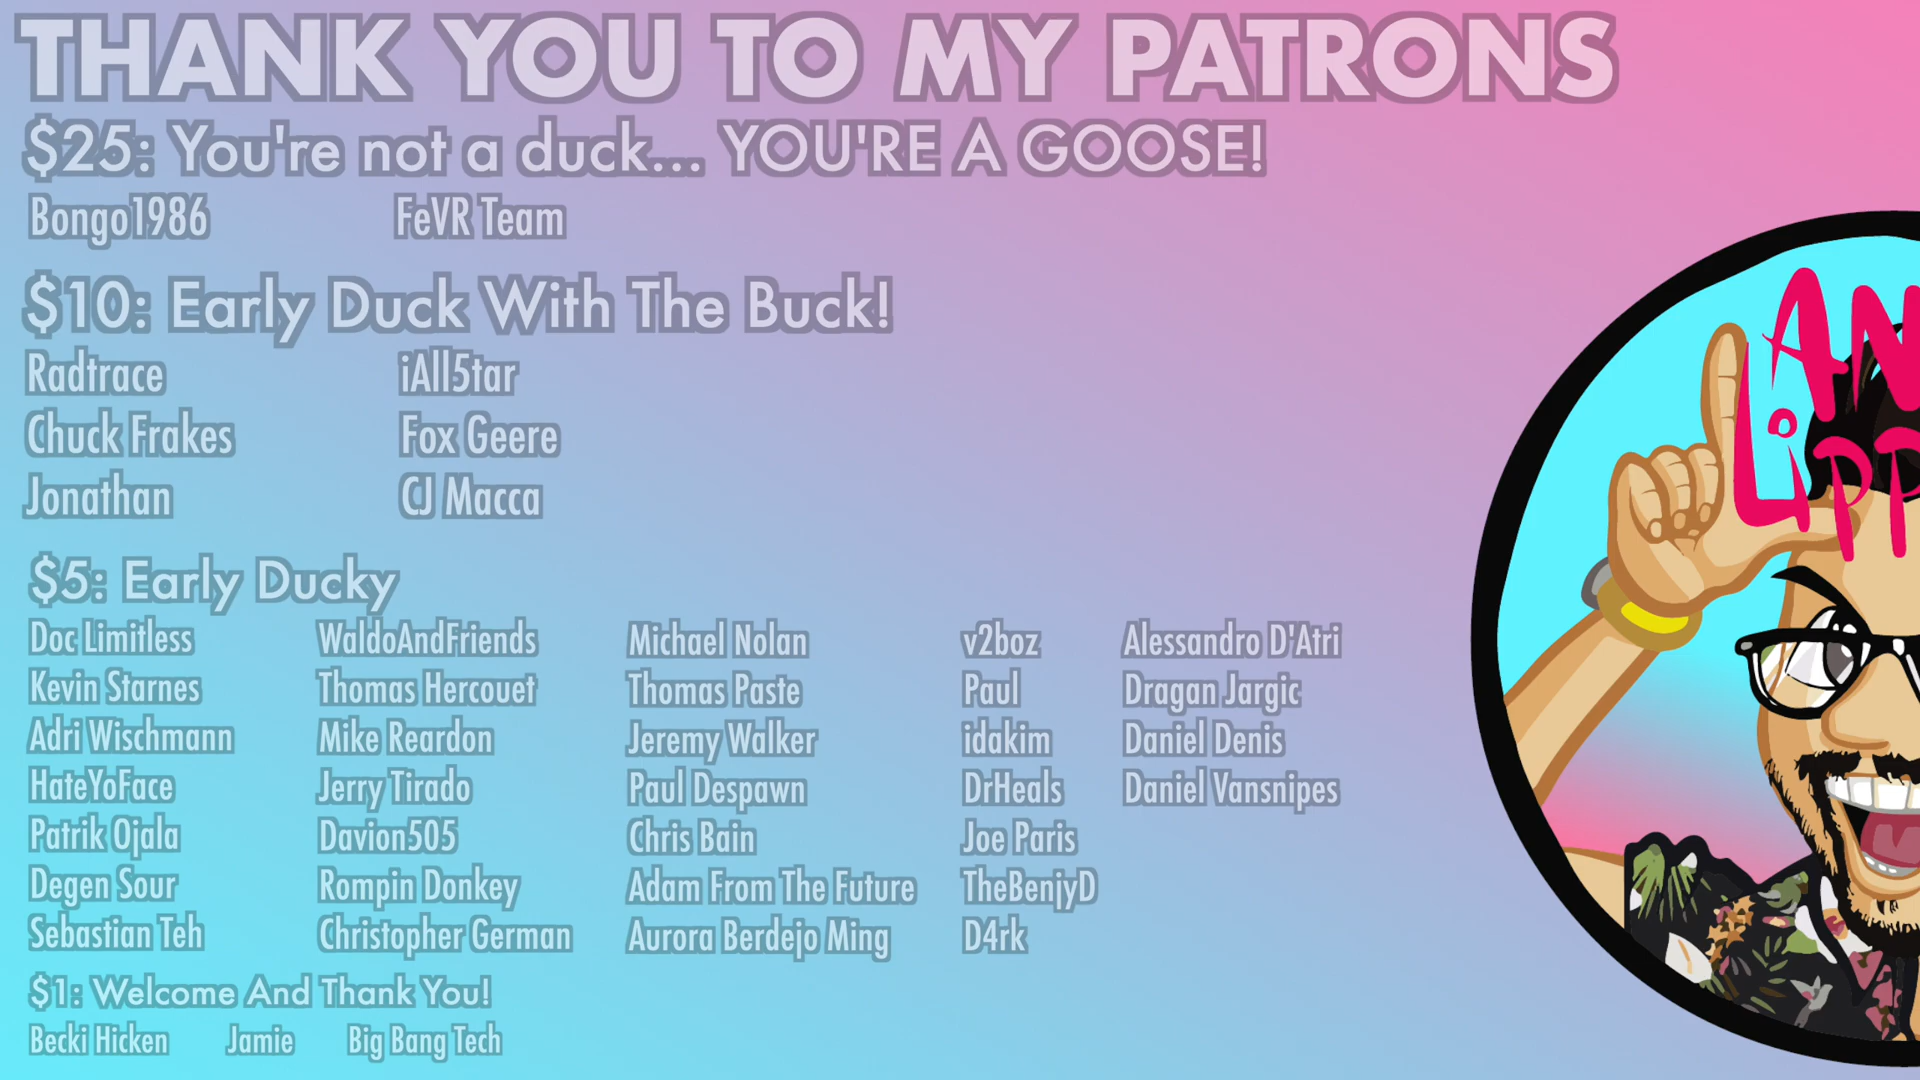 THANK YOU TO MY PATRONS
$25: You're not a duck... YOU'RE A GOOSE!
Bongo1986 FeVR Team
$10: Early Duck With The Buck!
Radtrace iAll5tar
Chuck Frakes Fox Geere
Jonathan CJ Macca
$5: Early Ducky
Doc Limitless WaldoAndFriends Michael Nolan v2boz Alessandro D'Atri
Kevin Starnes Thomas Hercouet Thomas Paste Paul Dragan Jargic
Adri Wischmann Mike Reardon Jeremy Walker idakim Daniel Denis
HateYoFace Jerry Tirado Paul Despawn DrHeals Daniel Vansnipes
Patrik Ojala Davion505 Chris Bain Joe Paris
Degen Sour Rompin Donkey Adam From The Future TheBenjyD
Sebastian Teh Christopher German Aurora Berdejo Ming D4rk
$1: Welcome And Thank You!
Becki Hicken Jamie Big Bang Tech